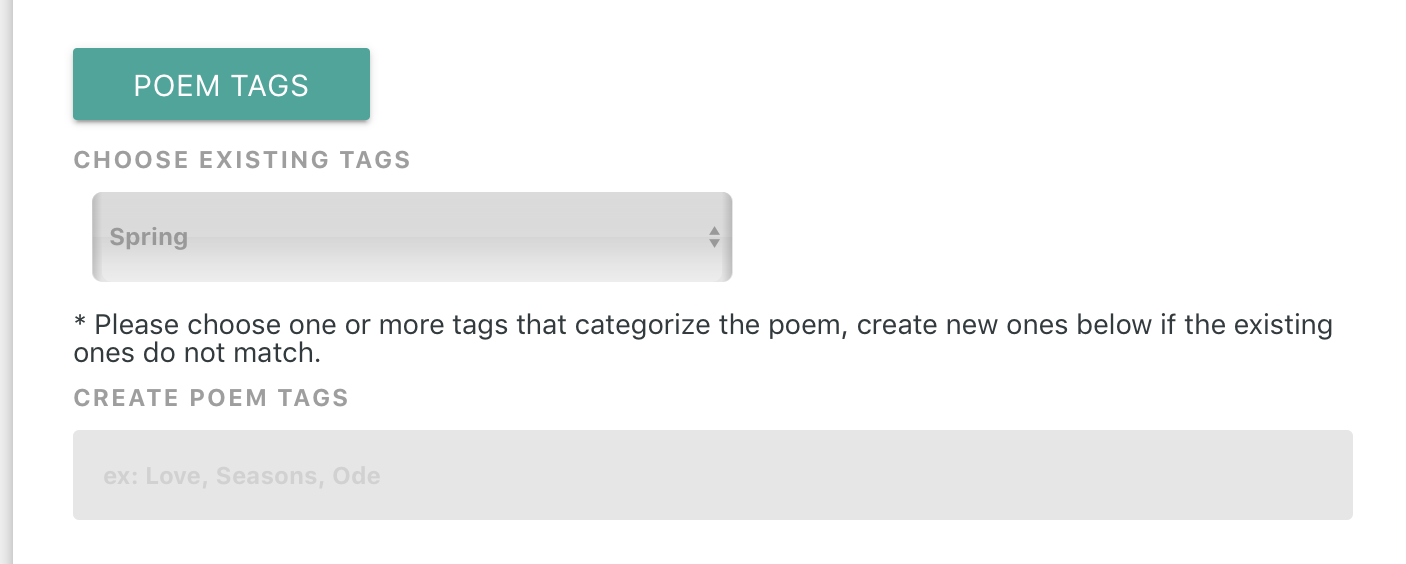 POEM TAGS
CHOOSE EXISTING TAGS
Spring
* Please choose one or more tags that categorize the poem, create new ones below if the existing
ones do not match.
CREATE POEM TAGS
ex: Love, Seasons, Ode